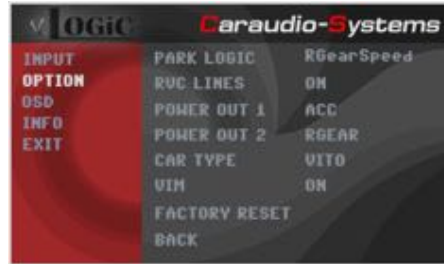 v.LOGiC
Caraudio-Systems
INPUT
OPTION
OSD
INFO
EXIT
PARK LOGIC RGearSpeed
RVC LINES ON
POWER OUT 1 ACC
POWER OUT 2 RGEAR
CAR TYPE VITO
VIM ON
FACTORY RESET
BACK